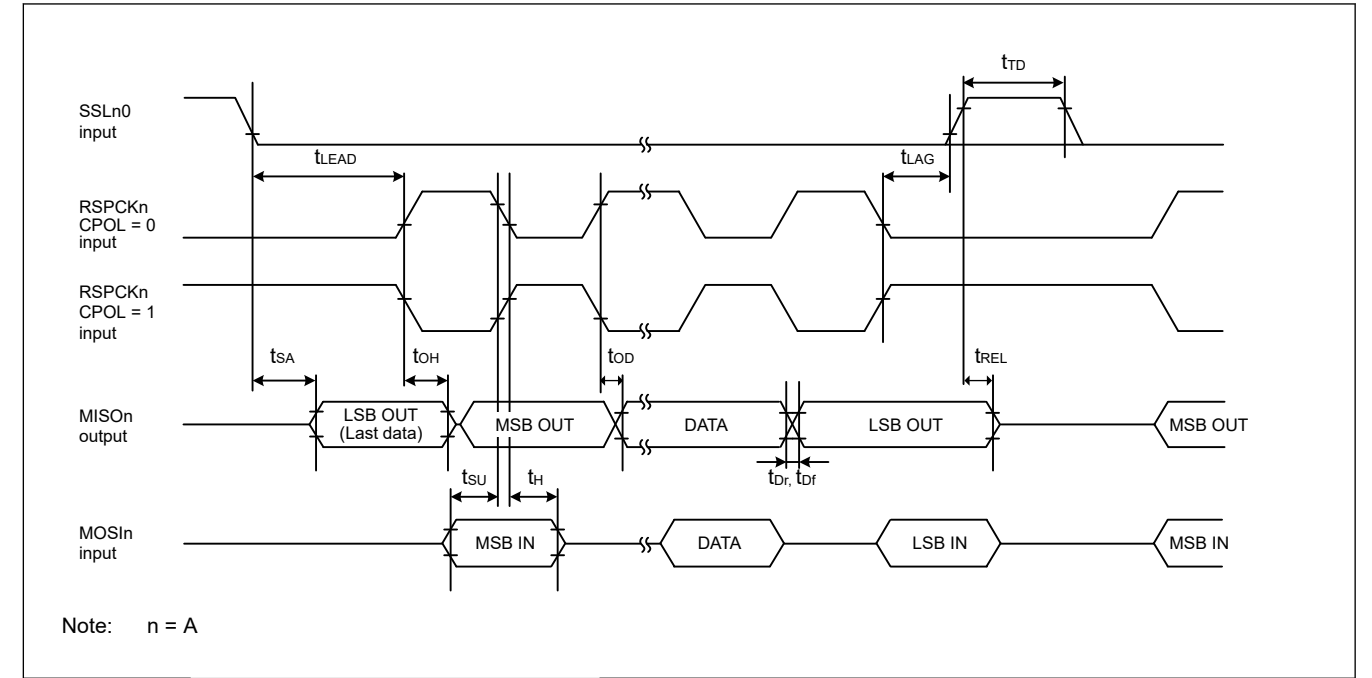 tTD
SSLn0
input
tLEAD
tLAG
RSPCKn
CPOL = 0
input
RSPCKn
CPOL = 1
input
tSA
tOH
tOD
tREL
MISOn
output
LSB OUT
(Last data)
MSB OUT
DATA
LSB OUT
MSB OUT
tSU
tH
tDr, tDf
MOSIn
input
MSB IN
DATA
LSB IN
MSB IN
Note: n = A